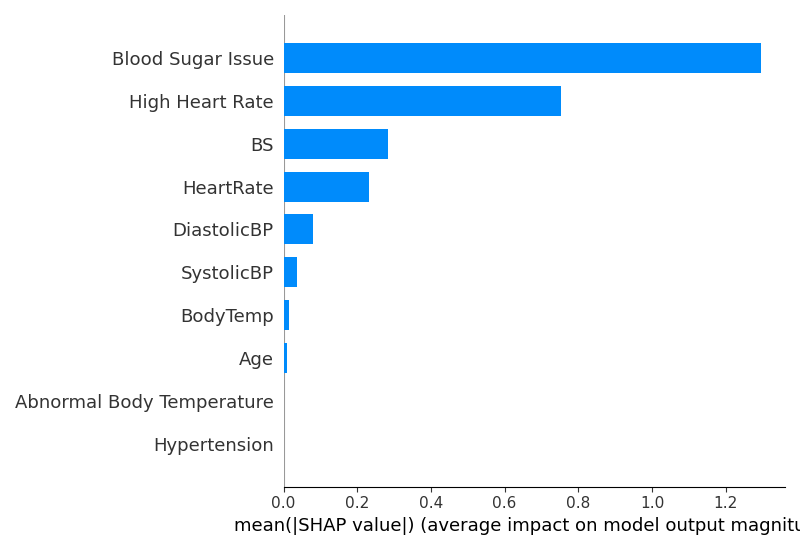 Blood Sugar Issue
High Heart Rate
BS
HeartRate
DiastolicBP
SystolicBP
BodyTemp
Age
Abnormal Body Temperature
Hypertension
0.0 0.2 0.4 0.6 0.8 1.0 1.2
mean(|SHAP value|) (average impact on model output magnitu